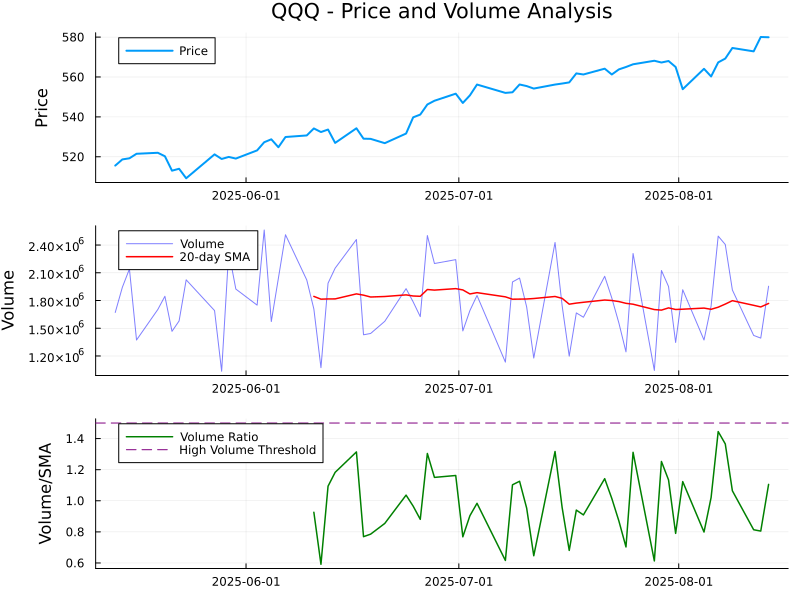 QQQ - Price and Volume Analysis
Price
580
560
540
520
Price
2025-06-01
2025-07-01
2025-08-01
Volume
20-day SMA
2.40×10⁶
2.10×10⁶
1.80×10⁶
1.50×10⁶
1.20×10⁶
Volume
2025-06-01
2025-07-01
2025-08-01
Volume Ratio
High Volume Threshold
1.4
1.2
1.0
0.8
0.6
Volume/SMA
2025-06-01
2025-07-01
2025-08-01